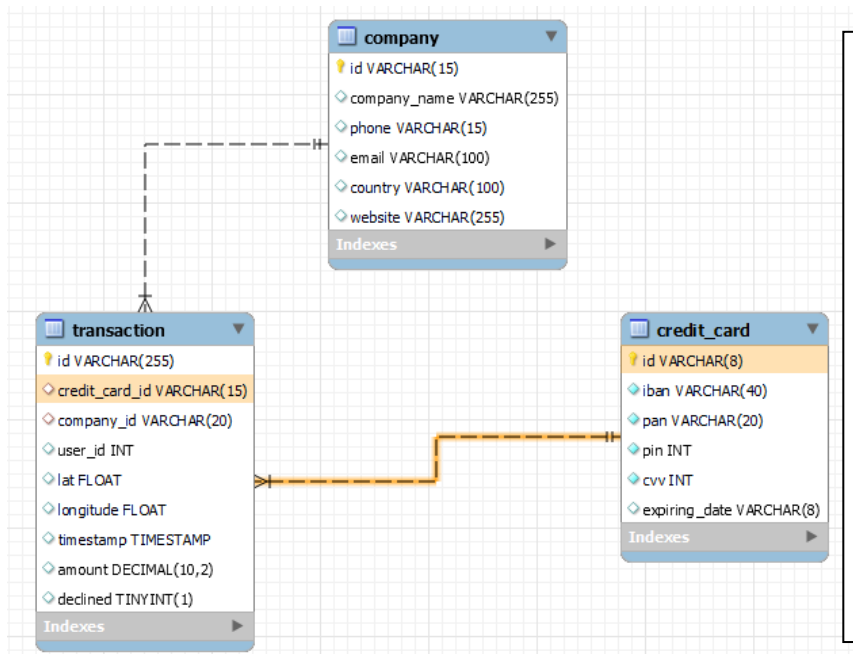 company
id VARCHAR(15)
company_name VARCHAR(255)
phone VARCHAR(15)
email VARCHAR(100)
country VARCHAR(100)
website VARCHAR(255)
Indexes
transaction
id VARCHAR(255)
credit_card_id VARCHAR(15)
company_id VARCHAR(20)
user_id INT
lat FLOAT
longitude FLOAT
timestamp TIMESTAMP
amount DECIMAL(10,2)
declined TINYINT(1)
Indexes
credit_card
id VARCHAR(8)
iban VARCHAR(40)
pan VARCHAR(20)
pin INT
cvv INT
expiring_date VARCHAR(8)
Indexes